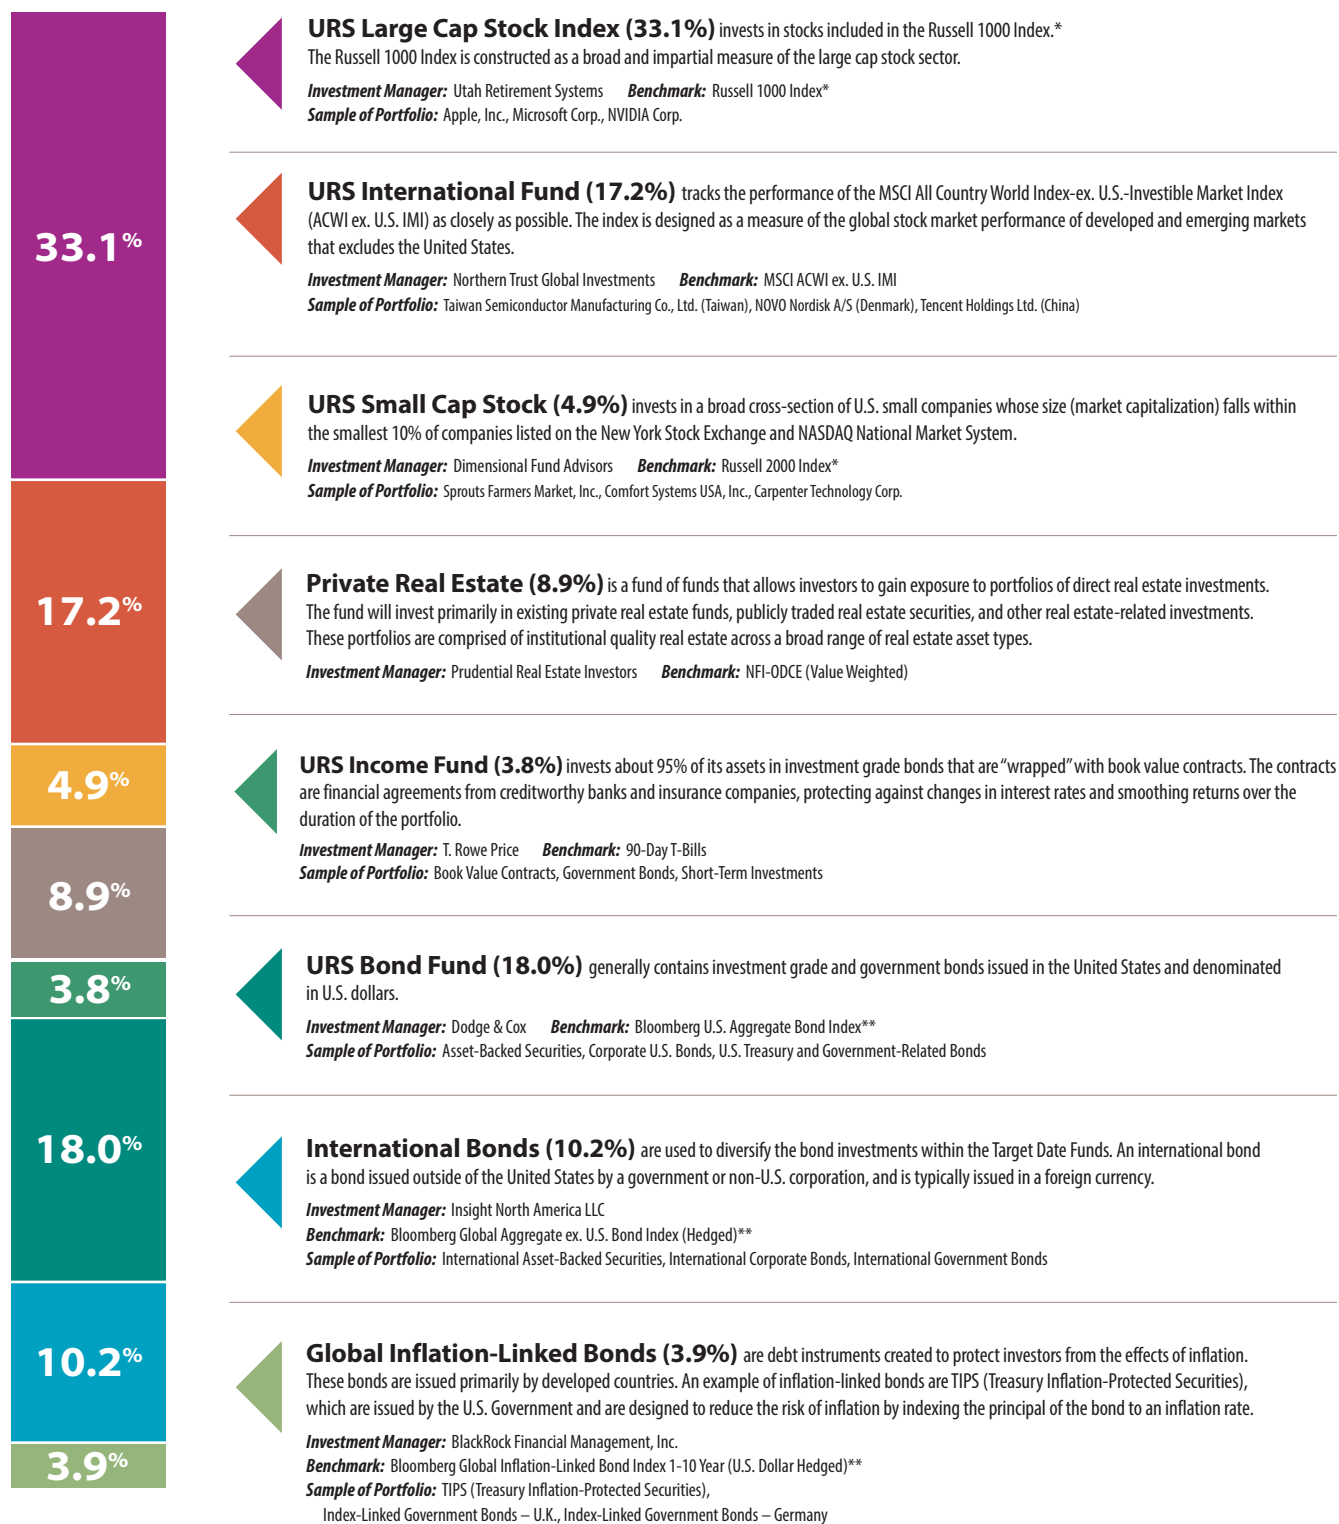 33.1%
17.2%
4.9%
8.9%
3.8%
18.0%
10.2%
3.9%
URS Large Cap Stock Index (33.1%) invests in stocks included in the Russell 1000 Index.*
The Russell 1000 Index is constructed as a broad and impartial measure of the large cap stock sector.
Investment Manager: Utah Retirement Systems Benchmark: Russell 1000 Index*
Sample of Portfolio: Apple, Inc., Microsoft Corp., NVIDIA Corp.
URS International Fund (17.2%) tracks the performance of the MSCI All Country World Index-ex. U.S.-Investible Market Index
(ACWI ex. U.S. IMI) as closely as possible. The index is designed as a measure of the global stock market performance of developed and emerging markets
that excludes the United States.
Investment Manager: Northern Trust Global Investments Benchmark: MSCI ACWI ex. U.S. IMI
Sample of Portfolio: Taiwan Semiconductor Manufacturing Co., Ltd. (Taiwan), NOVO Nordisk A/S (Denmark), Tencent Holdings Ltd. (China)
URS Small Cap Stock (4.9%) invests in a broad cross-section of U.S. small companies whose size (market capitalization) falls within
the smallest 10% of companies listed on the New York Stock Exchange and NASDAQ National Market System.
Investment Manager: Dimensional Fund Advisors Benchmark: Russell 2000 Index*
Sample of Portfolio: Sprouts Farmers Market, Inc., Comfort Systems USA, Inc., Carpenter Technology Corp.
Private Real Estate (8.9%) is a fund of funds that allows investors to gain exposure to portfolios of direct real estate investments.
The fund will invest primarily in existing private real estate funds, publicly traded real estate securities, and other real estate-related investments.
These portfolios are comprised of institutional quality real estate across a broad range of real estate asset types.
Investment Manager: Prudential Real Estate Investors Benchmark: NFI-ODCE (Value Weighted)
URS Income Fund (3.8%) invests about 95% of its assets in investment grade bonds that are “wrapped” with book value contracts. The contracts
are financial agreements from creditworthy banks and insurance companies, protecting against changes in interest rates and smoothing returns over the
duration of the portfolio.
Investment Manager: T. Rowe Price Benchmark: 90-Day T-Bills
Sample of Portfolio: Book Value Contracts, Government Bonds, Short-Term Investments
URS Bond Fund (18.0%) generally contains investment grade and government bonds issued in the United States and denominated
in U.S. dollars.
Investment Manager: Dodge & Cox Benchmark: Bloomberg U.S. Aggregate Bond Index**
Sample of Portfolio: Asset-Backed Securities, Corporate U.S. Bonds, U.S. Treasury and Government-Related Bonds
International Bonds (10.2%) are used to diversify the bond investments within the Target Date Funds. An international bond
is a bond issued outside of the United States by a government or non-U.S. corporation, and is typically issued in a foreign currency.
Investment Manager: Insight North America LLC
Benchmark: Bloomberg Global Aggregate ex. U.S. Bond Index (Hedged)**
Sample of Portfolio: International Asset-Backed Securities, International Corporate Bonds, International Government Bonds
Global Inflation-Linked Bonds (3.9%) are debt instruments created to protect investors from the effects of inflation.
These bonds are issued primarily by developed countries. An example of inflation-linked bonds are TIPS (Treasury Inflation-Protected Securities),
which are issued by the U.S. Government and are designed to reduce the risk of inflation by indexing the principal of the bond to an inflation rate.
Investment Manager: BlackRock Financial Management, Inc.
Benchmark: Bloomberg Global Inflation-Linked Bond Index 1-10 Year (U.S. Dollar Hedged)**
Sample of Portfolio: TIPS (Treasury Inflation-Protected Securities),
Index-Linked Government Bonds – U.K., Index-Linked Government Bonds – Germany